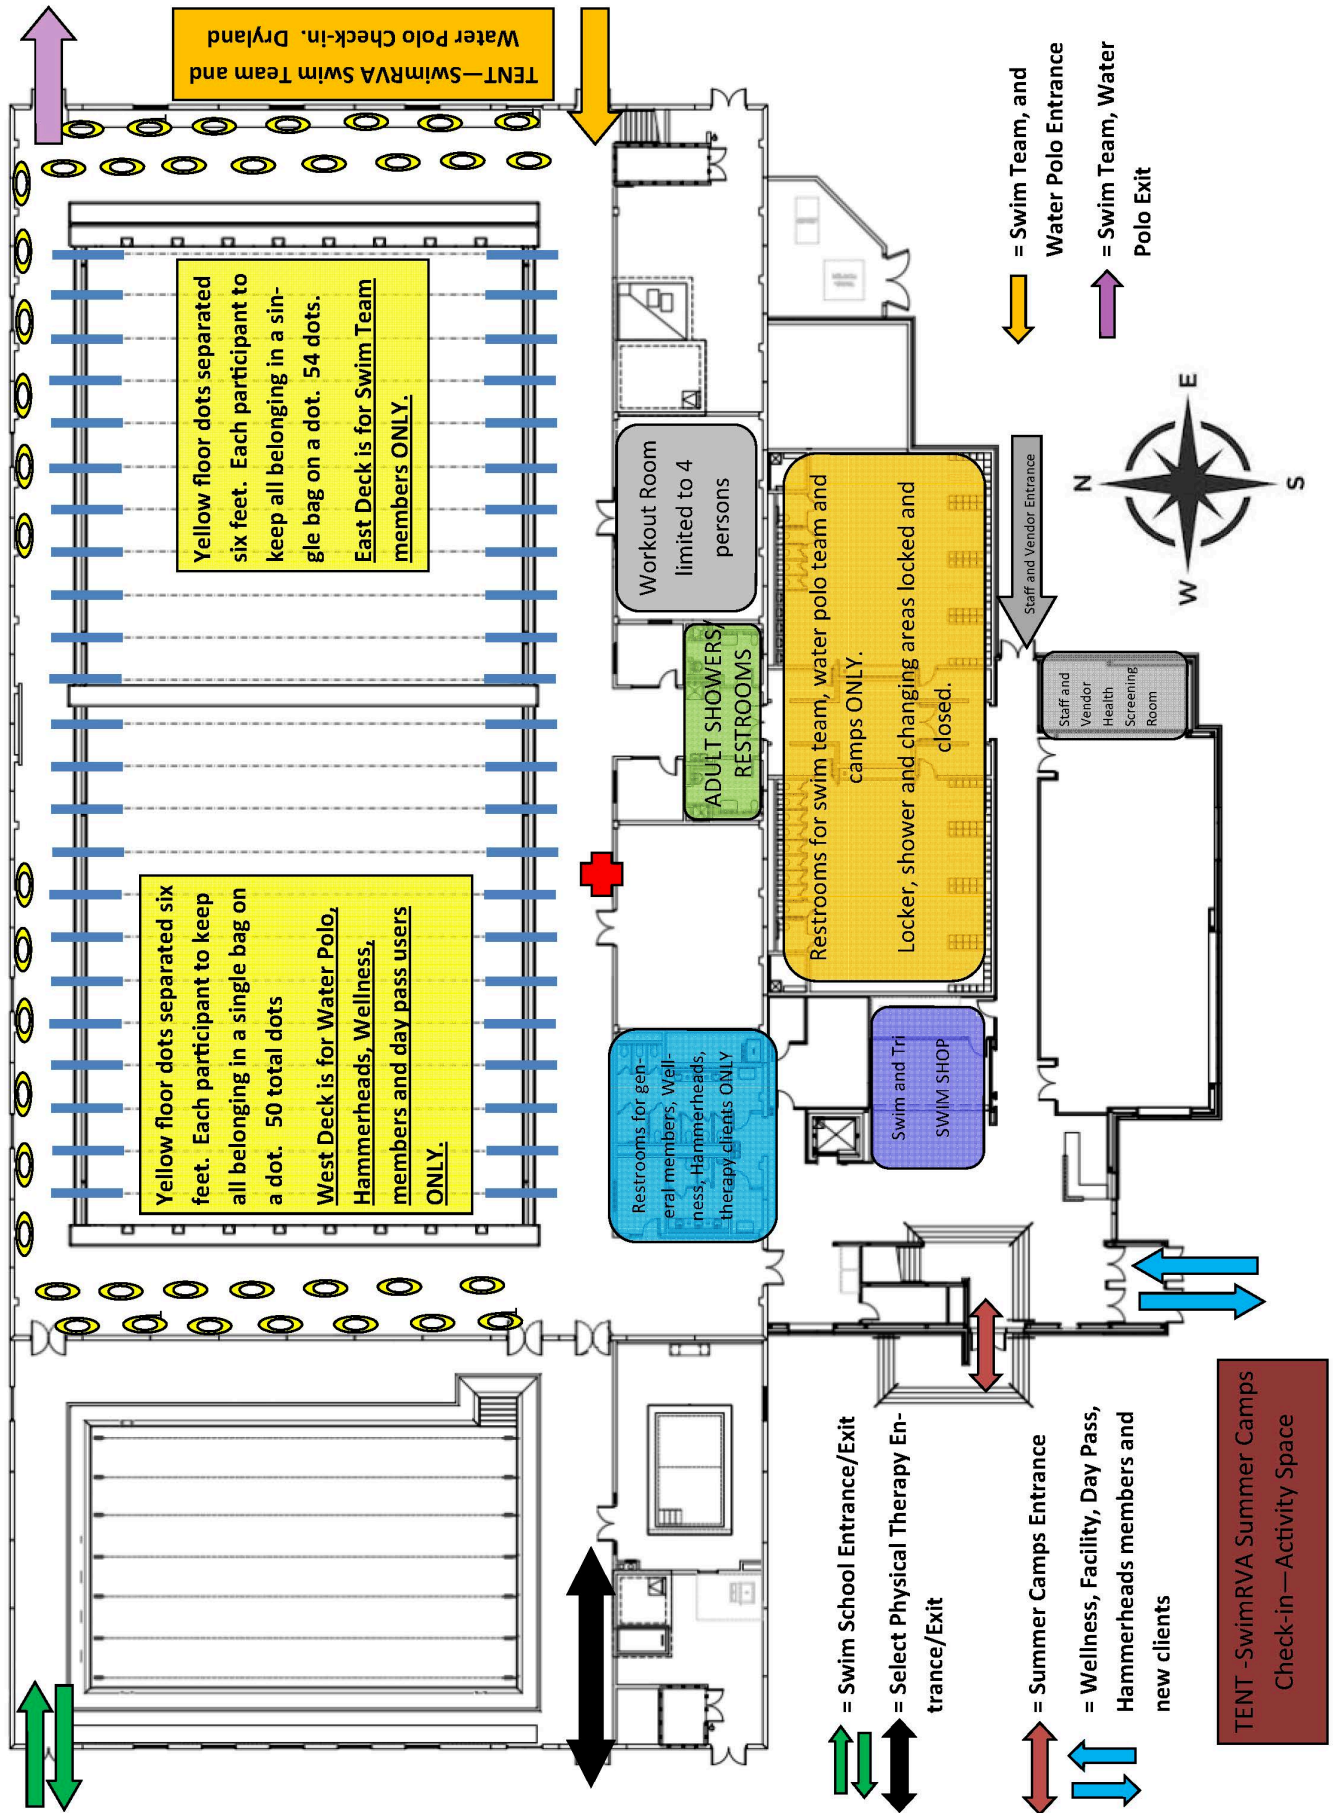 TENT—SwimRVA Swim Team and
Water Polo Check-in.  Dryland
Yellow floor dots separated six
feet. Each participant to keep
all belonging in a single bag on
a dot.  50 total dots
West Deck is for Water Polo,
Hammerheads, Wellness,
members and day pass users
ONLY.
Yellow floor dots separated
six feet. Each participant to
keep all belonging in a sin-
gle bag on a dot.  54 dots.
East Deck is for Swim Team
members ONLY.
Restrooms for gen-
eral members, Well-
ness, Hammerheads,
therapy clients ONLY
ADULT SHOWERS/
RESTROOMS
Workout Room
limited to 4
persons
Restrooms for swim team, water polo team and
camps ONLY.
Locker, shower and changing areas locked and
closed.
Swim and Tri
SWIM SHOP
Staff and Vendor Entrance
Staff and
Vendor
Health
Screening
Room
= Swim School Entrance/Exit
= Select Physical Therapy En-
trance/Exit
= Summer Camps Entrance
= Wellness, Facility, Day Pass,
Hammerheads members and
new clients
= Swim Team, and
Water Polo Entrance
= Swim Team, Water
Polo Exit
N
W
E
S
TENT -SwimRVA Summer Camps
Check-in—Activity Space